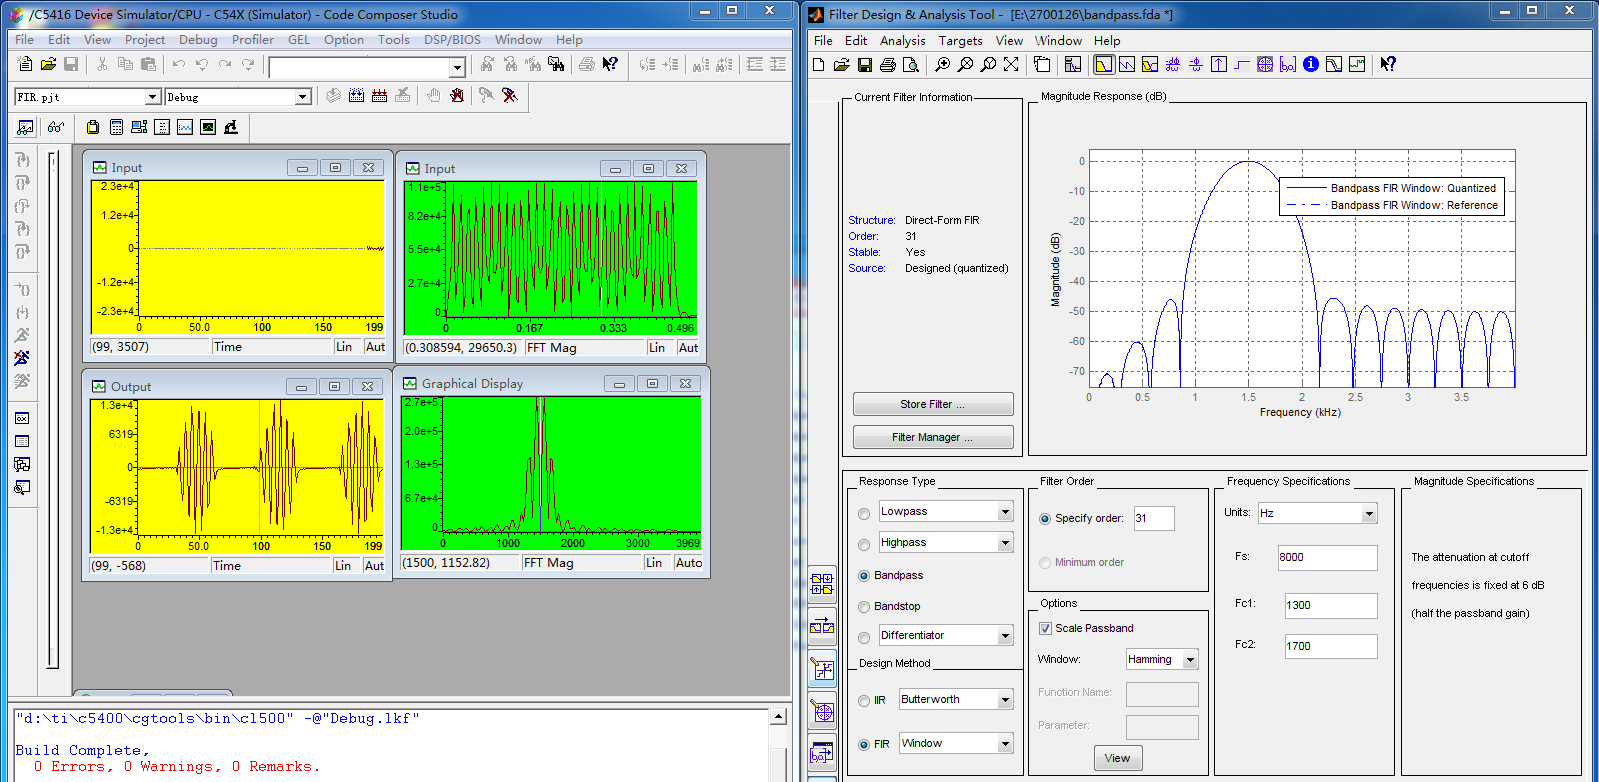 /C5416 Device Simulator/CPU - C54X (Simulator) - Code Composer Studio
File Edit View Project Debug Profiler GEL Option Tools DSP/BIOS Window Help
FIR.pjt Debug
Input
2.3e+4
1.2e+4
0
-1.2e+4
-2.3e+4
0 50.0 100 150 199
(99, 3507) Time Lin Aut
Input
1.1e+5
8.2e+4
5.5e+4
2.7e+4
0
0 0.167 0.333 0.496
(0.308594, 29650.3) FFT Mag Lin Aut
Output
1.3e+4
6319
0
-6319
-1.3e+4
0 50.0 100 150 199
(99, -568) Time Lin Aut
Graphical Display
2.7e+5
2.0e+5
1.3e+5
6.7e+4
0
0 1000 2000 3000 3969
(1500, 1152.82) FFT Mag Lin Auto
"d:\ti\c5400\cgtools\bin\cl500" -@"Debug.lkf"
Build Complete,
0 Errors, 0 Warnings, 0 Remarks.
Filter Design & Analysis Tool - [E:\2700126\bandpass.fda *]
File Edit Analysis Targets View Window Help
Current Filter Information
Structure: Direct-Form FIR
Order: 31
Stable: Yes
Source: Designed (quantized)
Store Filter ...
Filter Manager ...
Magnitude Response (dB)
0
-10
-20
-30
-40
-50
-60
-70
Magnitude (dB)
Bandpass FIR Window: Quantized
Bandpass FIR Window: Reference
0 0.5 1 1.5 2 2.5 3 3.5
Frequency (kHz)
Response Type
Lowpass
Highpass
Bandpass
Bandstop
Differentiator
Design Method
IIR Butterworth
FIR Window
Filter Order
Specify order: 31
Minimum order
Options
Scale Passband
Window: Hamming
Function Name:
Parameter:
View
Frequency Specifications
Units: Hz
Fs: 8000
Fc1: 1300
Fc2: 1700
Magnitude Specifications
The attenuation at cutoff
frequencies is fixed at 6 dB
(half the passband gain)